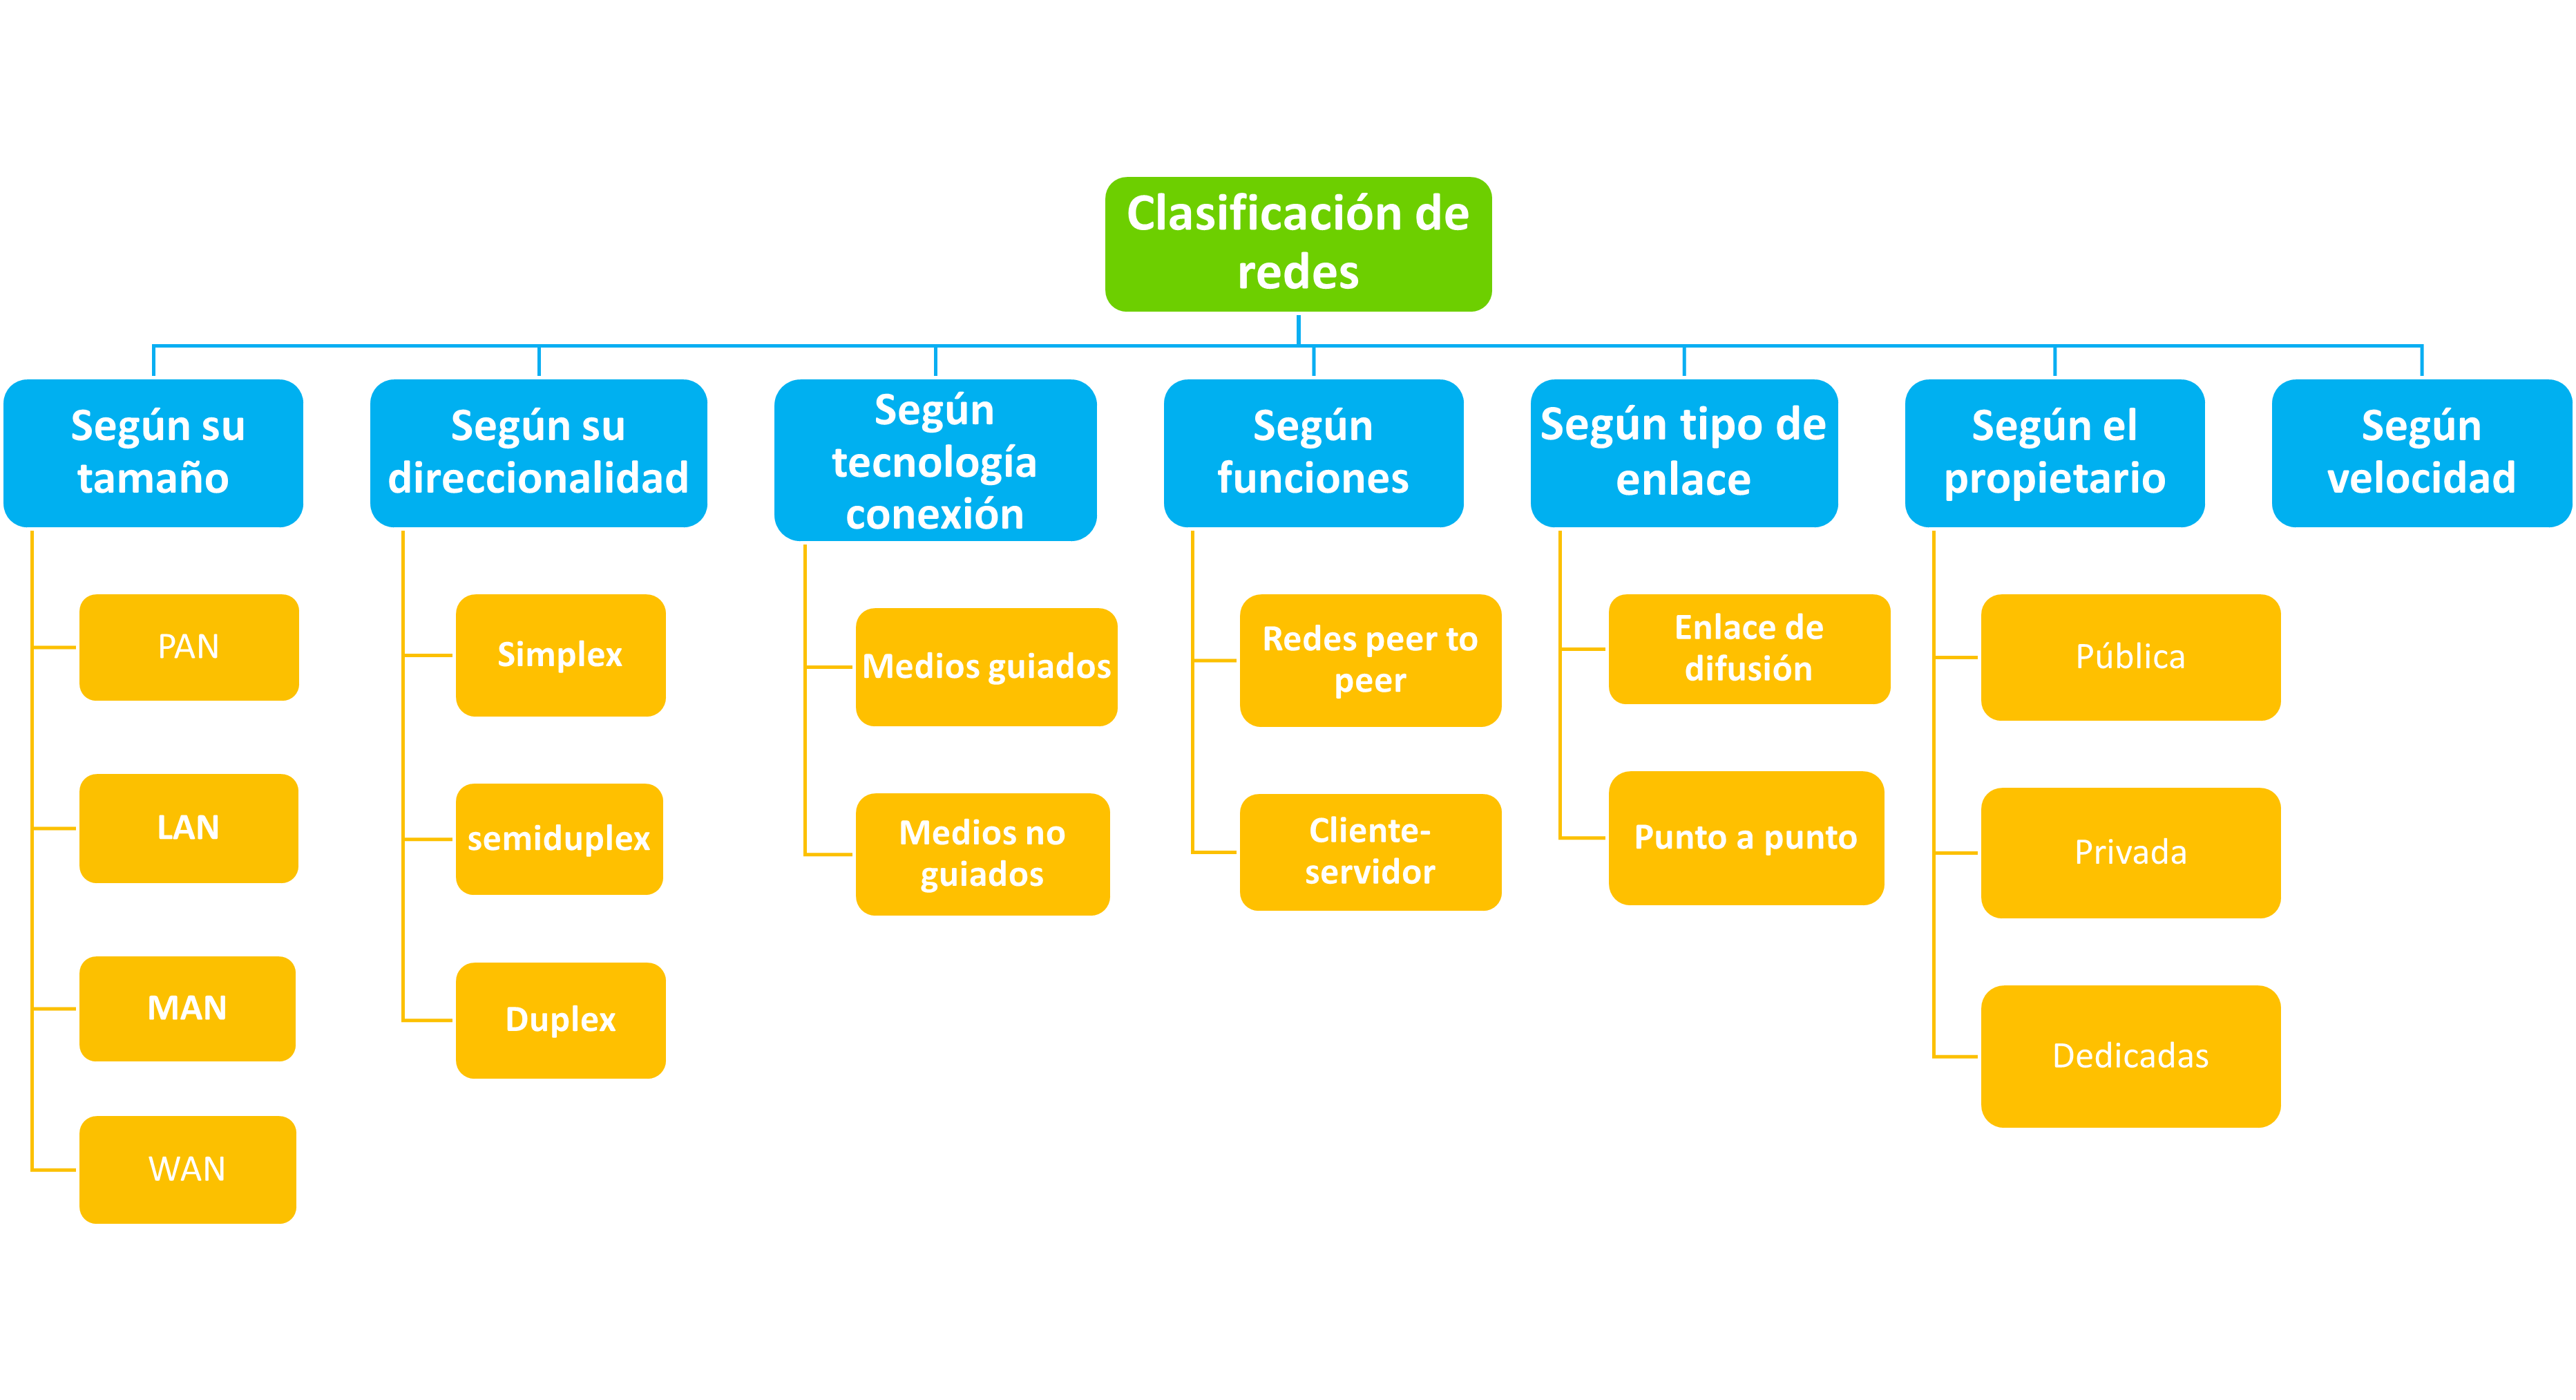 Clasificación de
redes
Según su
tamaño
PAN
LAN
MAN
WAN
Según su
direccionalidad
Simplex
semiduplex
Duplex
Según
tecnología
conexión
Medios guiados
Medios no
guiados
Según
funciones
Redes peer to
peer
Cliente-
servidor
Según tipo de
enlace
Enlace de
difusión
Punto a punto
Según el
propietario
Pública
Privada
Dedicadas
Según
velocidad